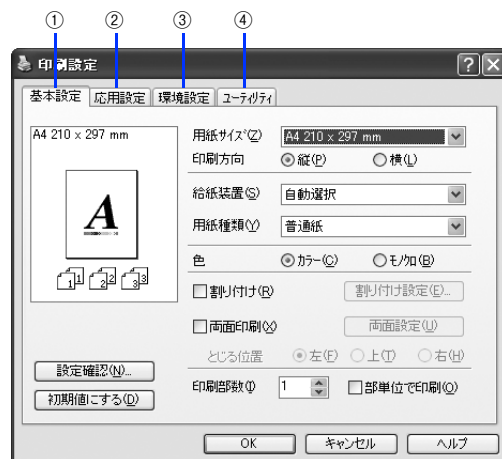 ① ② ③ ④
印刷設定
基本設定 応用設定 環境設定 ユーティリティ
A4 210 x 297 mm
A
1 1 2 2 3 3
設定確認(N)...
初期値にする(D)
用紙サイズ(Z) A4 210 x 297 mm
印刷方向 縦(P) 横(L)
給紙装置(S) 自動選択
用紙種類(Y) 普通紙
色 カラー(C) モノクロ(B)
割り付け(R) 割り付け設定(E)...
両面印刷(X) 両面設定(U)
とじる位置 左(F) 上(T) 右(H)
印刷部数(I) 1 部単位で印刷(O)
OK キャンセル ヘルプ